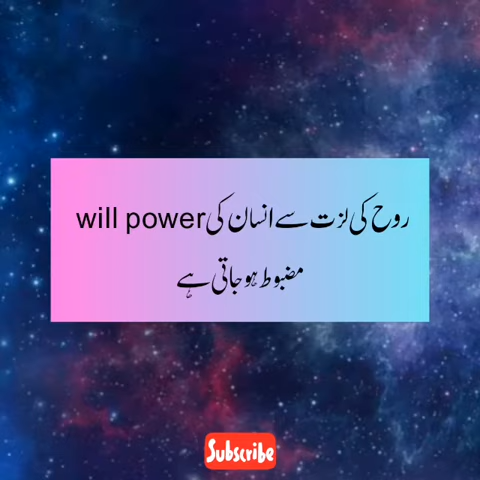 روح کی لزت سے انسان کی will power
مضبوط ہو جاتی ہے
Subscribe